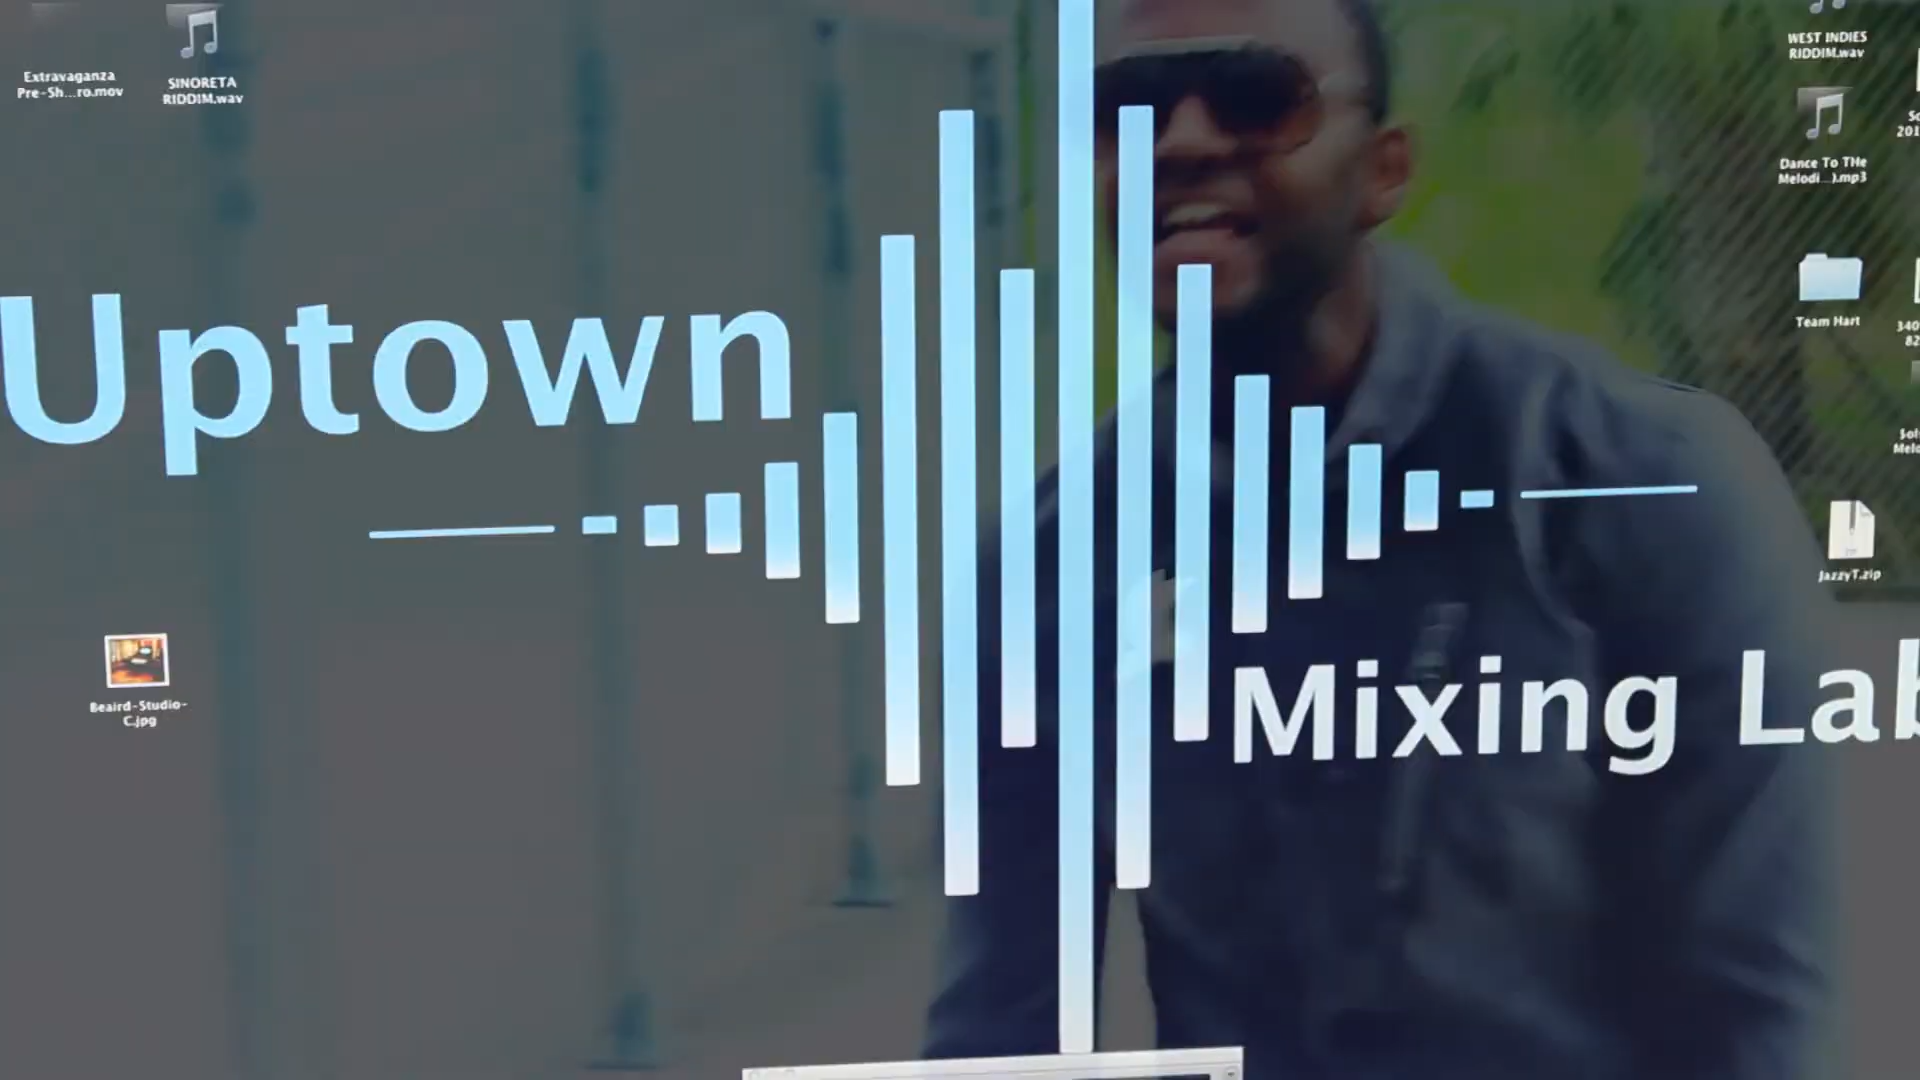 Extravaganza
Pre-Sh...ro.mov
SINORETA
RIDDIM.wav
WEST INDIES
RIDDIM.wav
Dance To THe
Melodi...).mp3
Team Hart
Uptown
JazzyT.zip
Mixing Lab
Beaird-Studio-
C.jpg